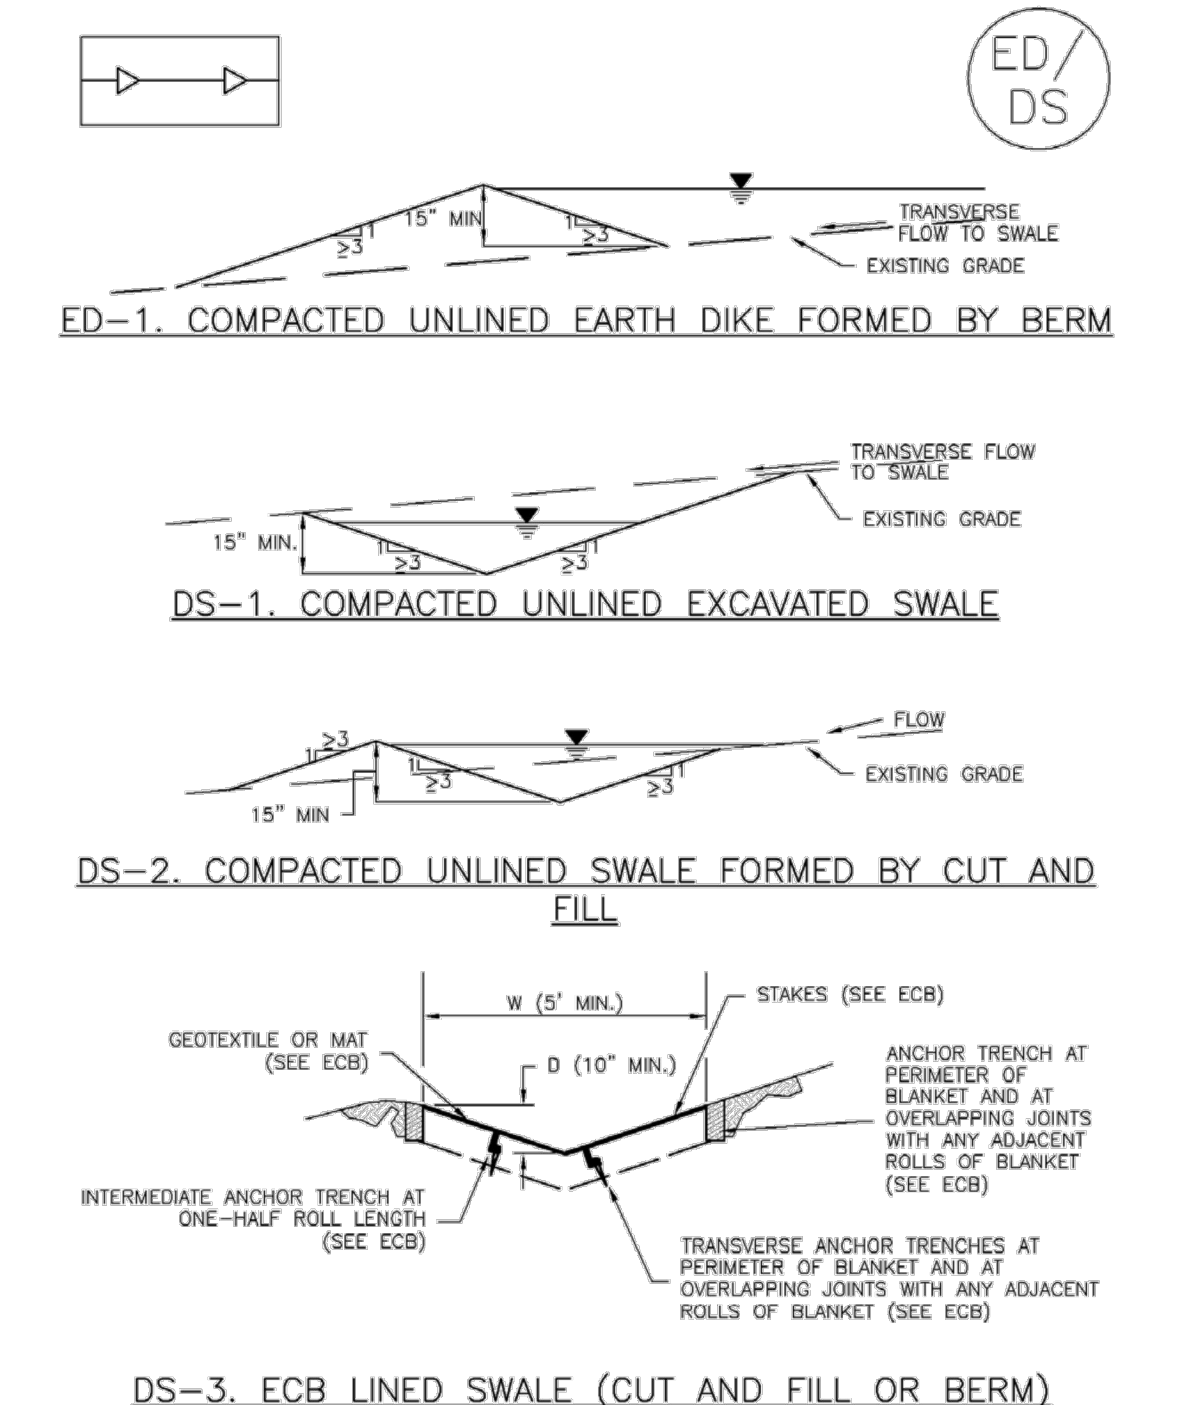 ED/
DS
15" MIN
1
≥3
1
≥3
TRANSVERSE
FLOW TO SWALE
EXISTING GRADE
ED-1. COMPACTED UNLINED EARTH DIKE FORMED BY BERM
TRANSVERSE FLOW
TO SWALE
EXISTING GRADE
15" MIN.
1
≥3
1
≥3
DS-1. COMPACTED UNLINED EXCAVATED SWALE
FLOW
EXISTING GRADE
≥3
1
1
≥3
1
≥3
15" MIN
DS-2. COMPACTED UNLINED SWALE FORMED BY CUT AND
FILL
W (5' MIN.)
STAKES (SEE ECB)
GEOTEXTILE OR MAT
(SEE ECB)
D (10" MIN.)
ANCHOR TRENCH AT
PERIMETER OF
BLANKET AND AT
OVERLAPPING JOINTS
WITH ANY ADJACENT
ROLLS OF BLANKET
(SEE ECB)
INTERMEDIATE ANCHOR TRENCH AT
ONE-HALF ROLL LENGTH
(SEE ECB)
TRANSVERSE ANCHOR TRENCHES AT
PERIMETER OF BLANKET AND AT
OVERLAPPING JOINTS WITH ANY ADJACENT
ROLLS OF BLANKET (SEE ECB)
DS-3. ECB LINED SWALE (CUT AND FILL OR BERM)